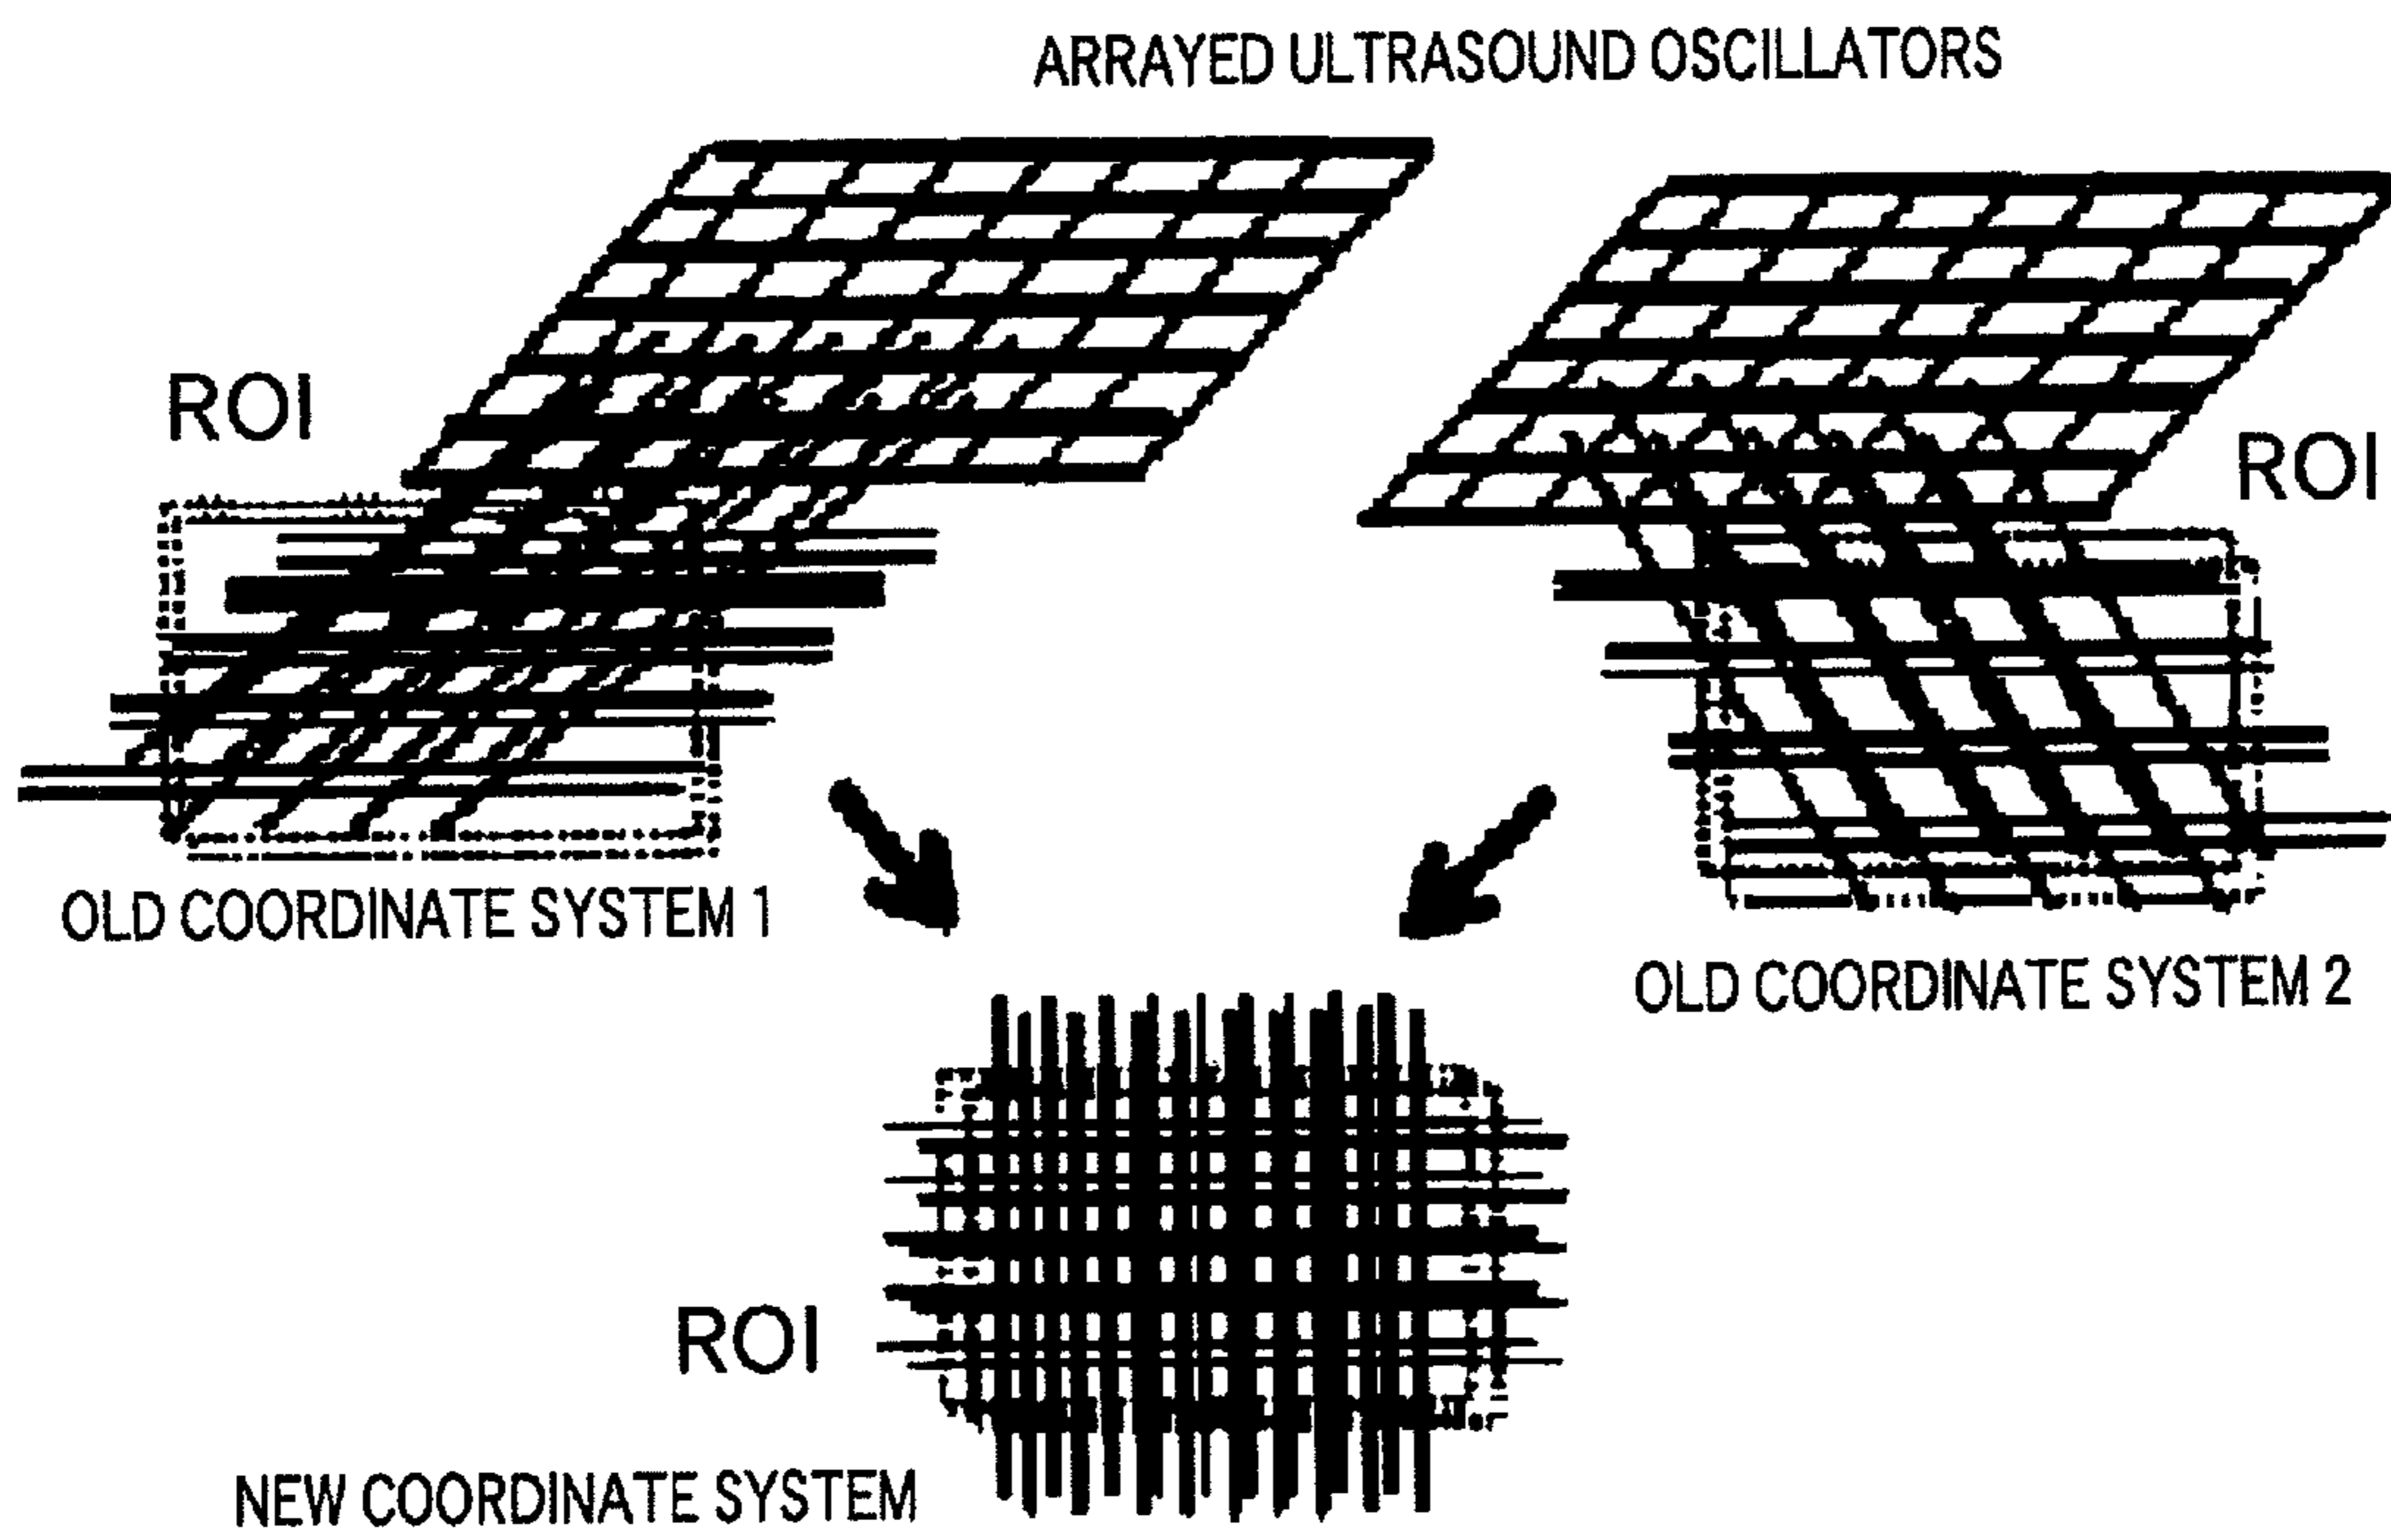 ARRAYED ULTRASOUND OSCILLATORS
ROI
ROI
OLD COORDINATE SYSTEM 1
OLD COORDINATE SYSTEM 2
ROI
NEW COORDINATE SYSTEM